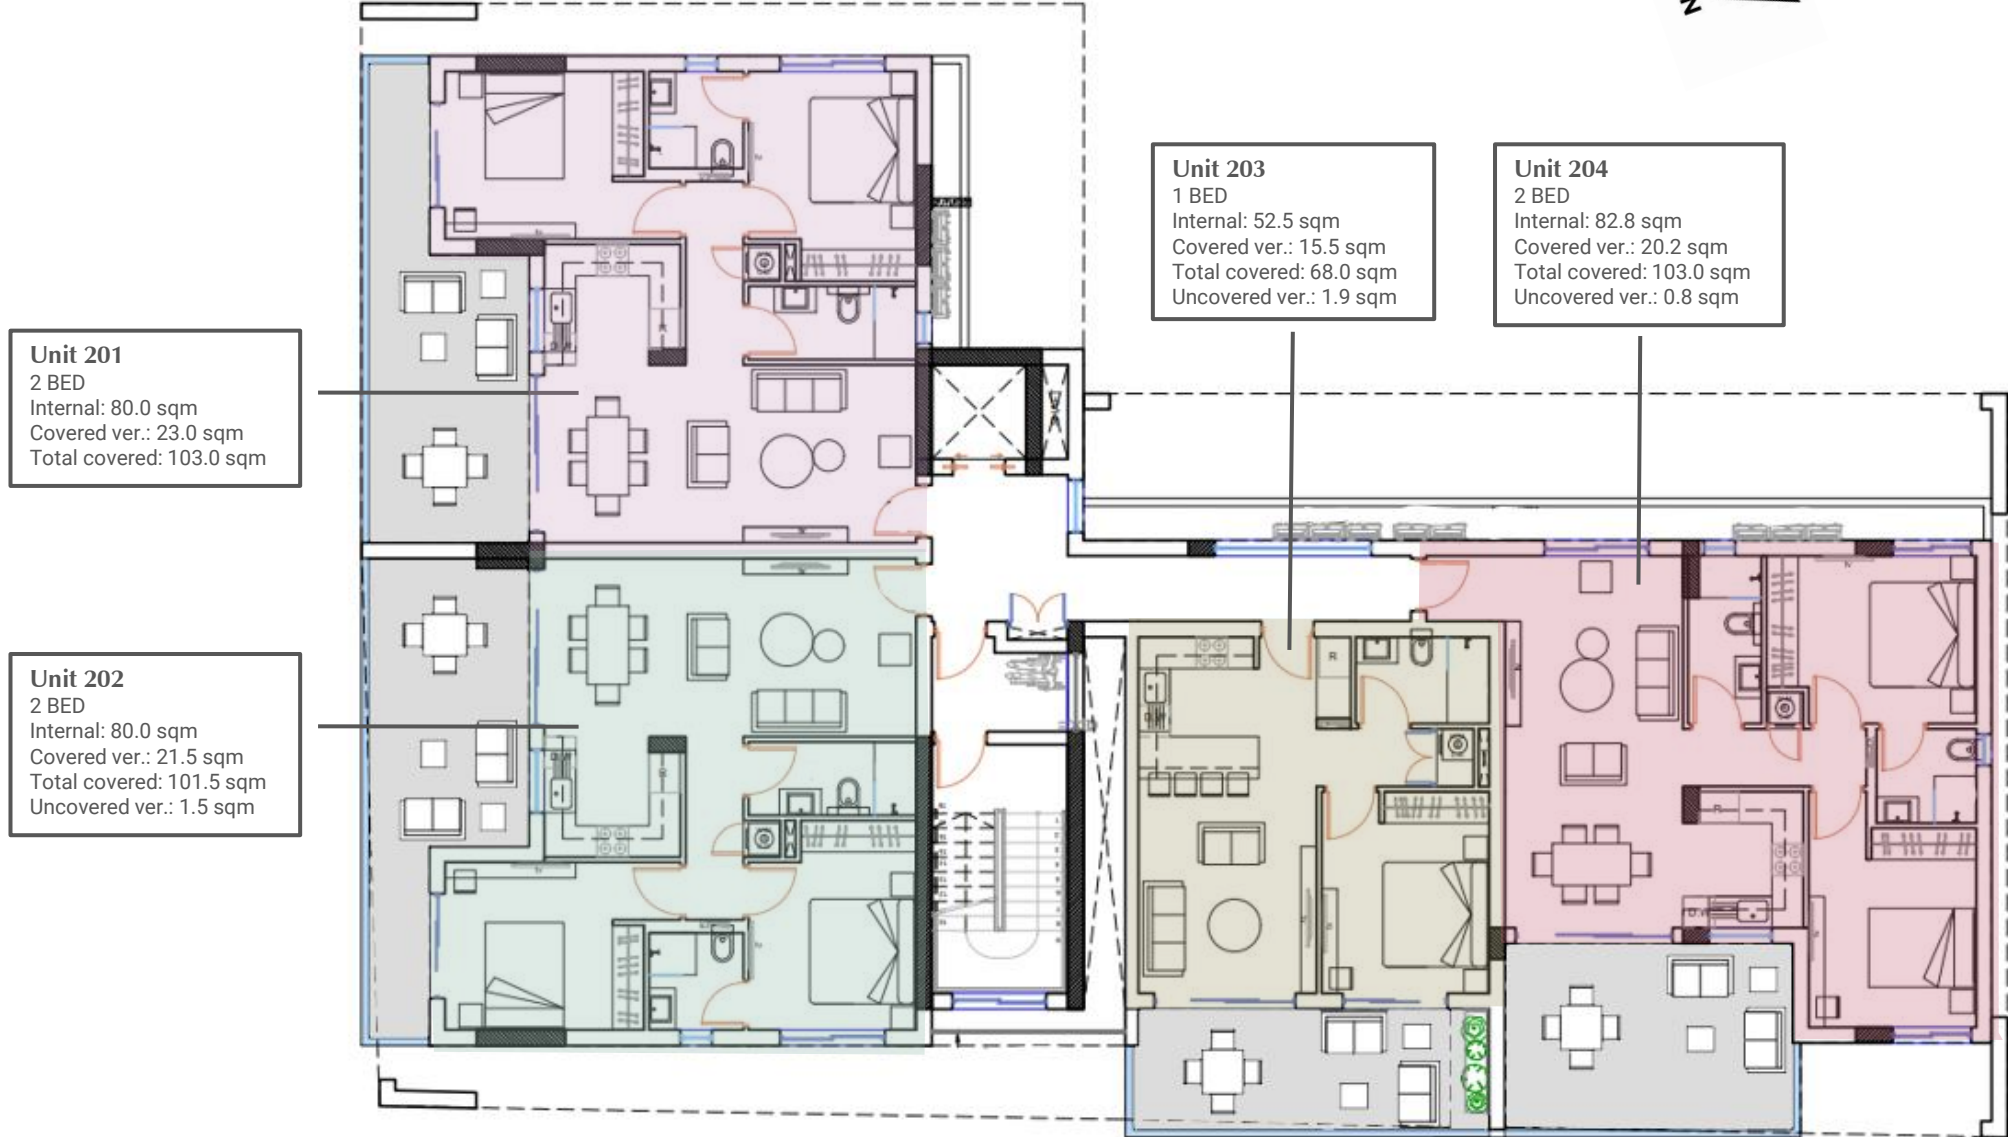 N
Unit 203
1 BED
Internal: 52.5 sqm
Covered ver.: 15.5 sqm
Total covered: 68.0 sqm
Uncovered ver.: 1.9 sqm
Unit 204
2 BED
Internal: 82.8 sqm
Covered ver.: 20.2 sqm
Total covered: 103.0 sqm
Uncovered ver.: 0.8 sqm
Unit 201
2 BED
Internal: 80.0 sqm
Covered ver.: 23.0 sqm
Total covered: 103.0 sqm
Unit 202
2 BED
Internal: 80.0 sqm
Covered ver.: 21.5 sqm
Total covered: 101.5 sqm
Uncovered ver.: 1.5 sqm
R